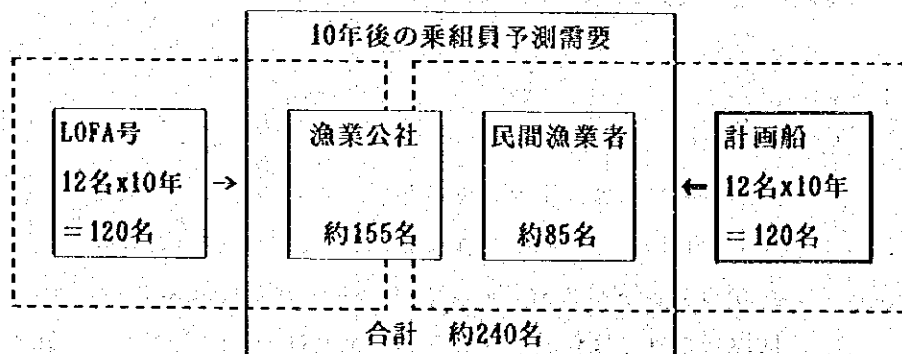 10年後の乗組員予測需要
LOFA号
12名x10年
＝120名
→
漁業公社
約155名
民間漁業者
約85名
←
計画船
12名x10年
＝120名
合計 約240名